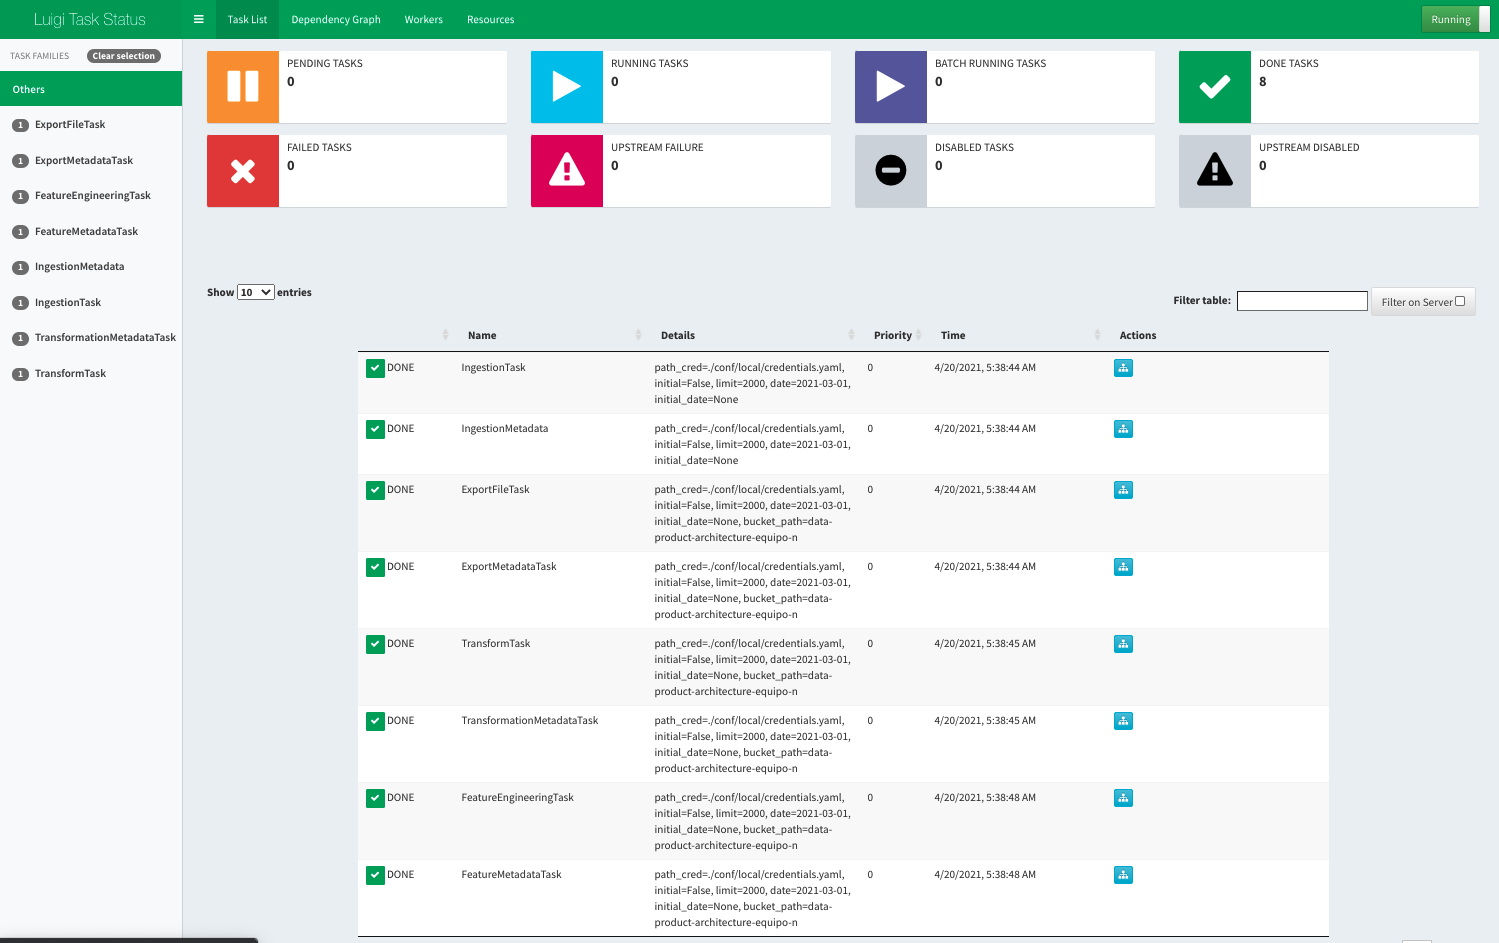 Luigi Task Status
Task List
Dependency Graph
Workers
Resources
Running
TASK FAMILIES
Clear selection
Others
1 ExportFileTask
1 ExportMetadataTask
1 FeatureEngineeringTask
1 FeatureMetadataTask
1 IngestionMetadata
1 IngestionTask
1 TransformationMetadataTask
1 TransformTask
PENDING TASKS
0
RUNNING TASKS
0
BATCH RUNNING TASKS
0
DONE TASKS
8
FAILED TASKS
0
UPSTREAM FAILURE
0
DISABLED TASKS
0
UPSTREAM DISABLED
0
Show 10 entries
Filter table:
Filter on Server
Name Details Priority Time Actions
DONE IngestionTask path_cred=./conf/local/credentials.yaml, 0 4/20/2021, 5:38:44 AM
initial=False, limit=2000, date=2021-03-01,
initial_date=None
DONE IngestionMetadata path_cred=./conf/local/credentials.yaml, 0 4/20/2021, 5:38:44 AM
initial=False, limit=2000, date=2021-03-01,
initial_date=None
DONE ExportFileTask path_cred=./conf/local/credentials.yaml, 0 4/20/2021, 5:38:44 AM
initial=False, limit=2000, date=2021-03-01,
initial_date=None, bucket_path=data-
product-architecture-equipo-n
DONE ExportMetadataTask path_cred=./conf/local/credentials.yaml, 0 4/20/2021, 5:38:44 AM
initial=False, limit=2000, date=2021-03-01,
initial_date=None, bucket_path=data-
product-architecture-equipo-n
DONE TransformTask path_cred=./conf/local/credentials.yaml, 0 4/20/2021, 5:38:45 AM
initial=False, limit=2000, date=2021-03-01,
initial_date=None, bucket_path=data-
product-architecture-equipo-n
DONE TransformationMetadataTask path_cred=./conf/local/credentials.yaml, 0 4/20/2021, 5:38:45 AM
initial=False, limit=2000, date=2021-03-01,
initial_date=None, bucket_path=data-
product-architecture-equipo-n
DONE FeatureEngineeringTask path_cred=./conf/local/credentials.yaml, 0 4/20/2021, 5:38:48 AM
initial=False, limit=2000, date=2021-03-01,
initial_date=None, bucket_path=data-
product-architecture-equipo-n
DONE FeatureMetadataTask path_cred=./conf/local/credentials.yaml, 0 4/20/2021, 5:38:48 AM
initial=False, limit=2000, date=2021-03-01,
initial_date=None, bucket_path=data-
product-architecture-equipo-n